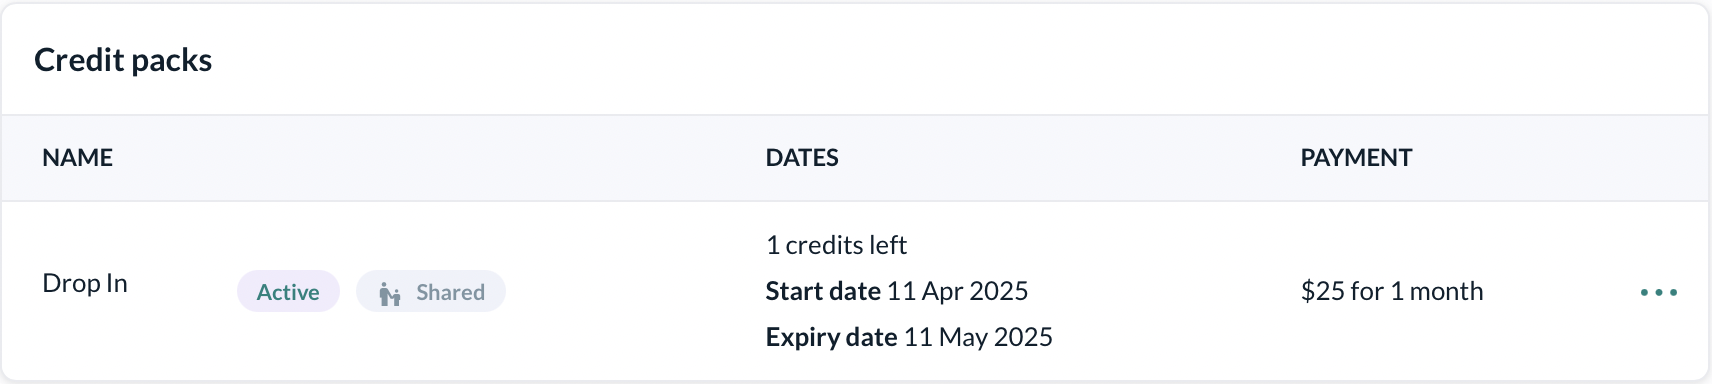 Credit packs
NAME DATES PAYMENT
Drop In Active Shared
1 credits left
Start date 11 Apr 2025
Expiry date 11 May 2025
$25 for 1 month